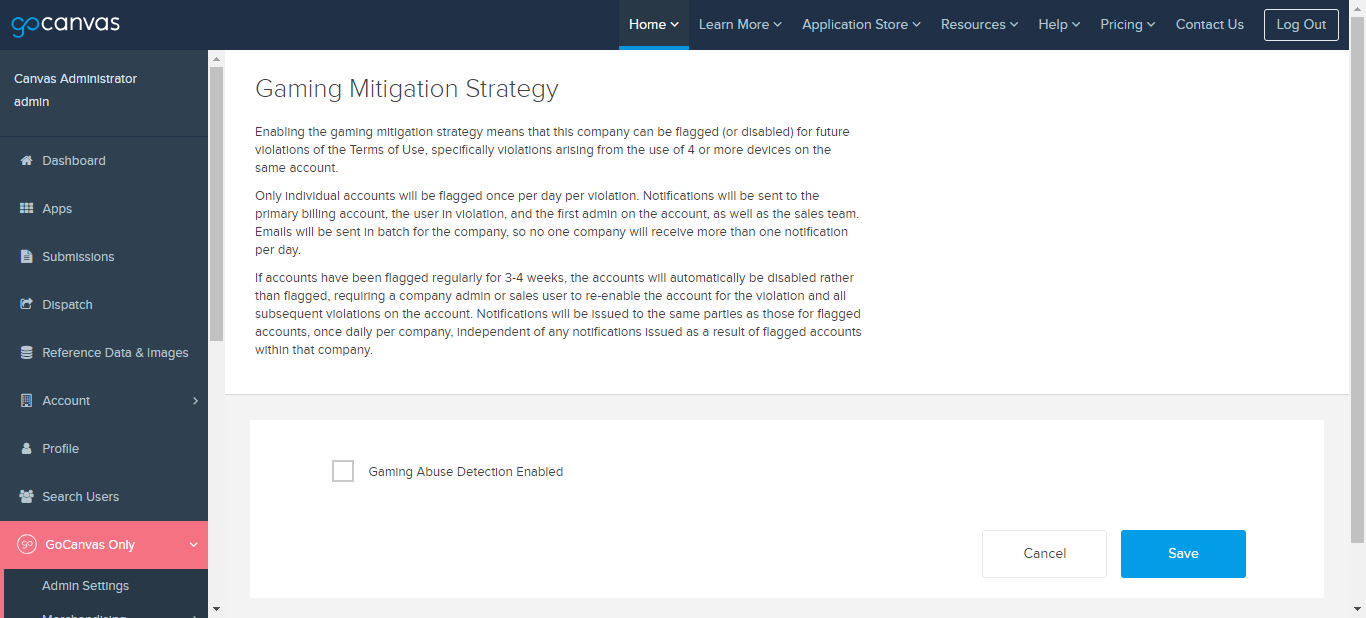 gocanvas
Home
Learn More
Application Store
Resources
Help
Pricing
Contact Us
Log Out
Canvas Administrator
admin
Dashboard
Apps
Submissions
Dispatch
Reference Data & Images
Account
Profile
Search Users
go
GoCanvas Only
Admin Settings
Merchandising
Gaming Mitigation Strategy
Enabling the gaming mitigation strategy means that this company can be flagged (or disabled) for future
violations of the Terms of Use, specifically violations arising from the use of 4 or more devices on the
same account.
Only individual accounts will be flagged once per day per violation. Notifications will be sent to the
primary billing account, the user in violation, and the first admin on the account, as well as the sales team.
Emails will be sent in batch for the company, so no one company will receive more than one notification
per day.
If accounts have been flagged regularly for 3-4 weeks, the accounts will automatically be disabled rather
than flagged, requiring a company admin or sales user to re-enable the account for the violation and all
subsequent violations on the account. Notifications will be issued to the same parties as those for flagged
accounts, once daily per company, independent of any notifications issued as a result of flagged accounts
within that company.
Gaming Abuse Detection Enabled
Cancel
Save